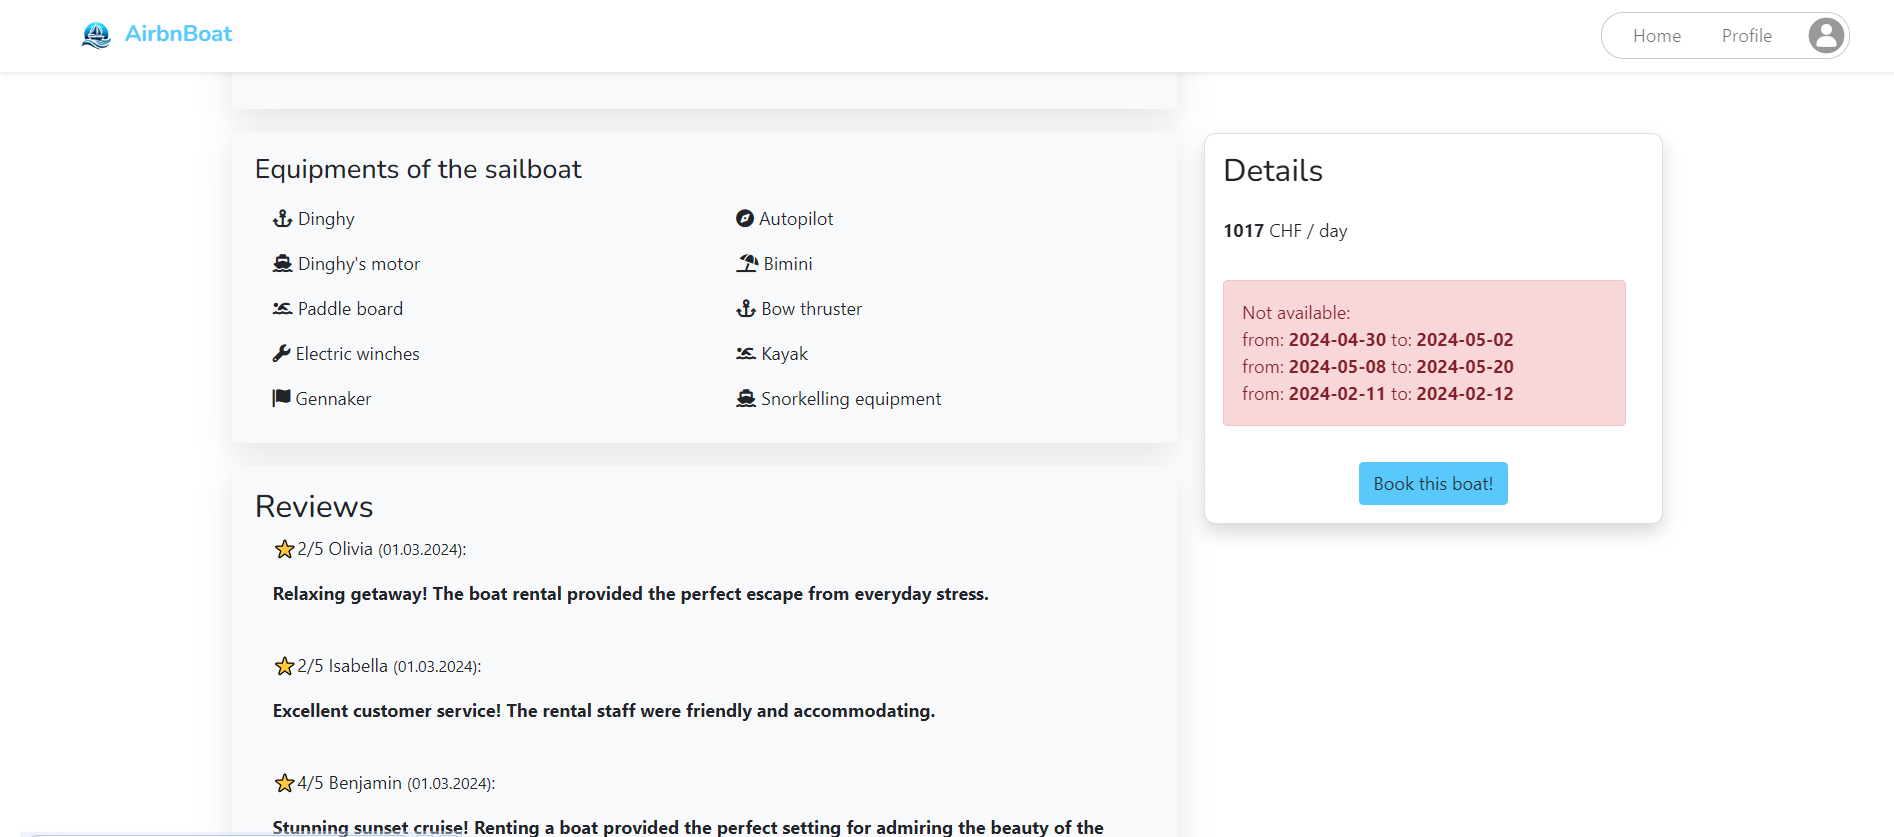 AirbnBoat
Home Profile
Equipments of the sailboat
Dinghy
Autopilot
Dinghy's motor
Bimini
Paddle board
Bow thruster
Electric winches
Kayak
Gennaker
Snorkelling equipment
Reviews
2/5 Olivia (01.03.2024):
Relaxing getaway! The boat rental provided the perfect escape from everyday stress.
2/5 Isabella (01.03.2024):
Excellent customer service! The rental staff were friendly and accommodating.
4/5 Benjamin (01.03.2024):
Stunning sunset cruise! Renting a boat provided the perfect setting for admiring the beauty of the
Details
1017 CHF / day
Not available:
from: 2024-04-30 to: 2024-05-02
from: 2024-05-08 to: 2024-05-20
from: 2024-02-11 to: 2024-02-12
Book this boat!